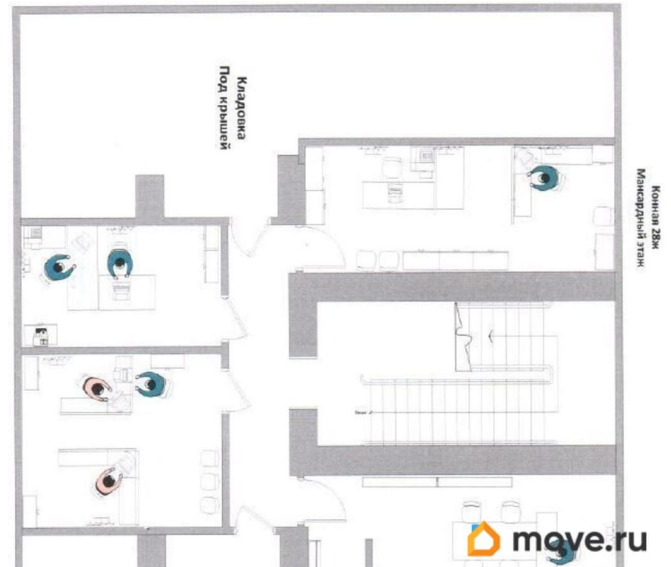 Кладовка
Под крышей
Конная 28ж
Мансардный этаж
move.ru